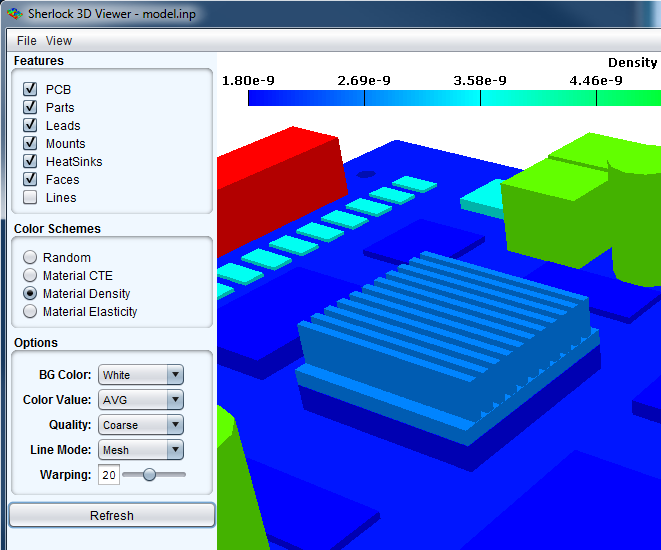 Sherlock 3D Viewer - model.inp
File View
Features
PCB
Parts
Leads
Mounts
HeatSinks
Faces
Lines
Color Schemes
Random
Material CTE
Material Density
Material Elasticity
Options
BG Color: White
Color Value: AVG
Quality: Coarse
Line Mode: Mesh
Warping: 20
Refresh
Density
1.80e-9 2.69e-9 3.58e-9 4.46e-9